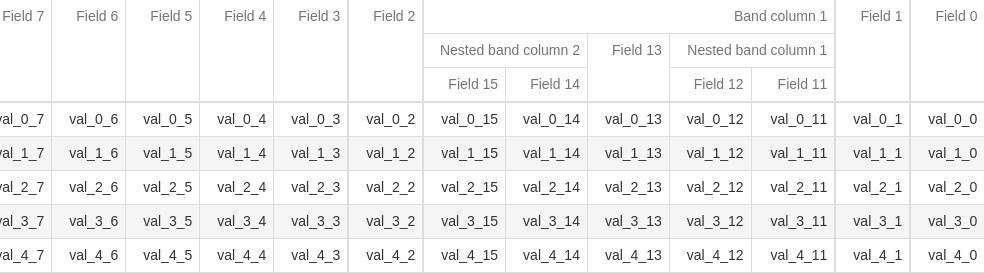 Field 7 Field 6 Field 5 Field 4 Field 3 Field 2 Band column 1 Field 1 Field 0
Nested band column 2 Field 13 Nested band column 1
Field 15 Field 14 Field 12 Field 11
val_0_7 val_0_6 val_0_5 val_0_4 val_0_3 val_0_2 val_0_15 val_0_14 val_0_13 val_0_12 val_0_11 val_0_1 val_0_0
val_1_7 val_1_6 val_1_5 val_1_4 val_1_3 val_1_2 val_1_15 val_1_14 val_1_13 val_1_12 val_1_11 val_1_1 val_1_0
val_2_7 val_2_6 val_2_5 val_2_4 val_2_3 val_2_2 val_2_15 val_2_14 val_2_13 val_2_12 val_2_11 val_2_1 val_2_0
val_3_7 val_3_6 val_3_5 val_3_4 val_3_3 val_3_2 val_3_15 val_3_14 val_3_13 val_3_12 val_3_11 val_3_1 val_3_0
val_4_7 val_4_6 val_4_5 val_4_4 val_4_3 val_4_2 val_4_15 val_4_14 val_4_13 val_4_12 val_4_11 val_4_1 val_4_0